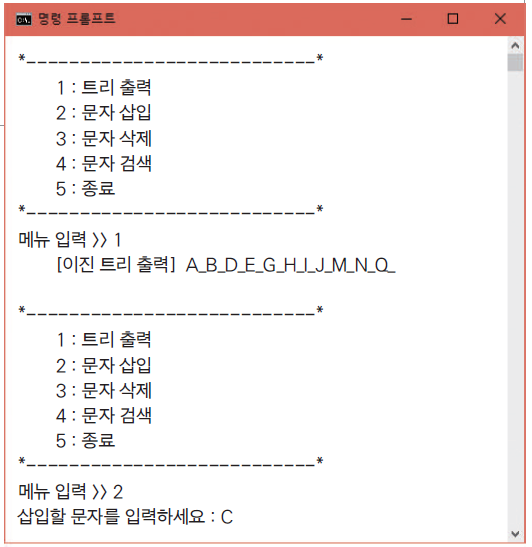 명령 프롬프트
*---------------------------*
1 : 트리 출력
2 : 문자 삽입
3 : 문자 삭제
4 : 문자 검색
5 : 종료
*---------------------------*
메뉴 입력 >> 1
[이진 트리 출력] A_B_D_E_G_H_I_J_M_N_Q_
*---------------------------*
1 : 트리 출력
2 : 문자 삽입
3 : 문자 삭제
4 : 문자 검색
5 : 종료
*---------------------------*
메뉴 입력 >> 2
삽입할 문자를 입력하세요 : C